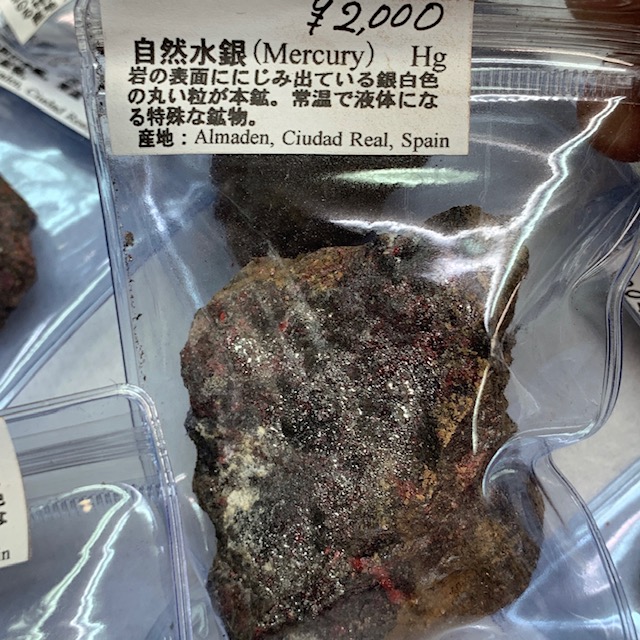 ¥2,000
自然水銀(Mercury) Hg
岩の表面ににじみ出ている銀白色
の丸い粒が本鉱。常温で液体にな
る特殊な鉱物。
産地：Almaden, Ciudad Real, Spain
Ciudad Rea